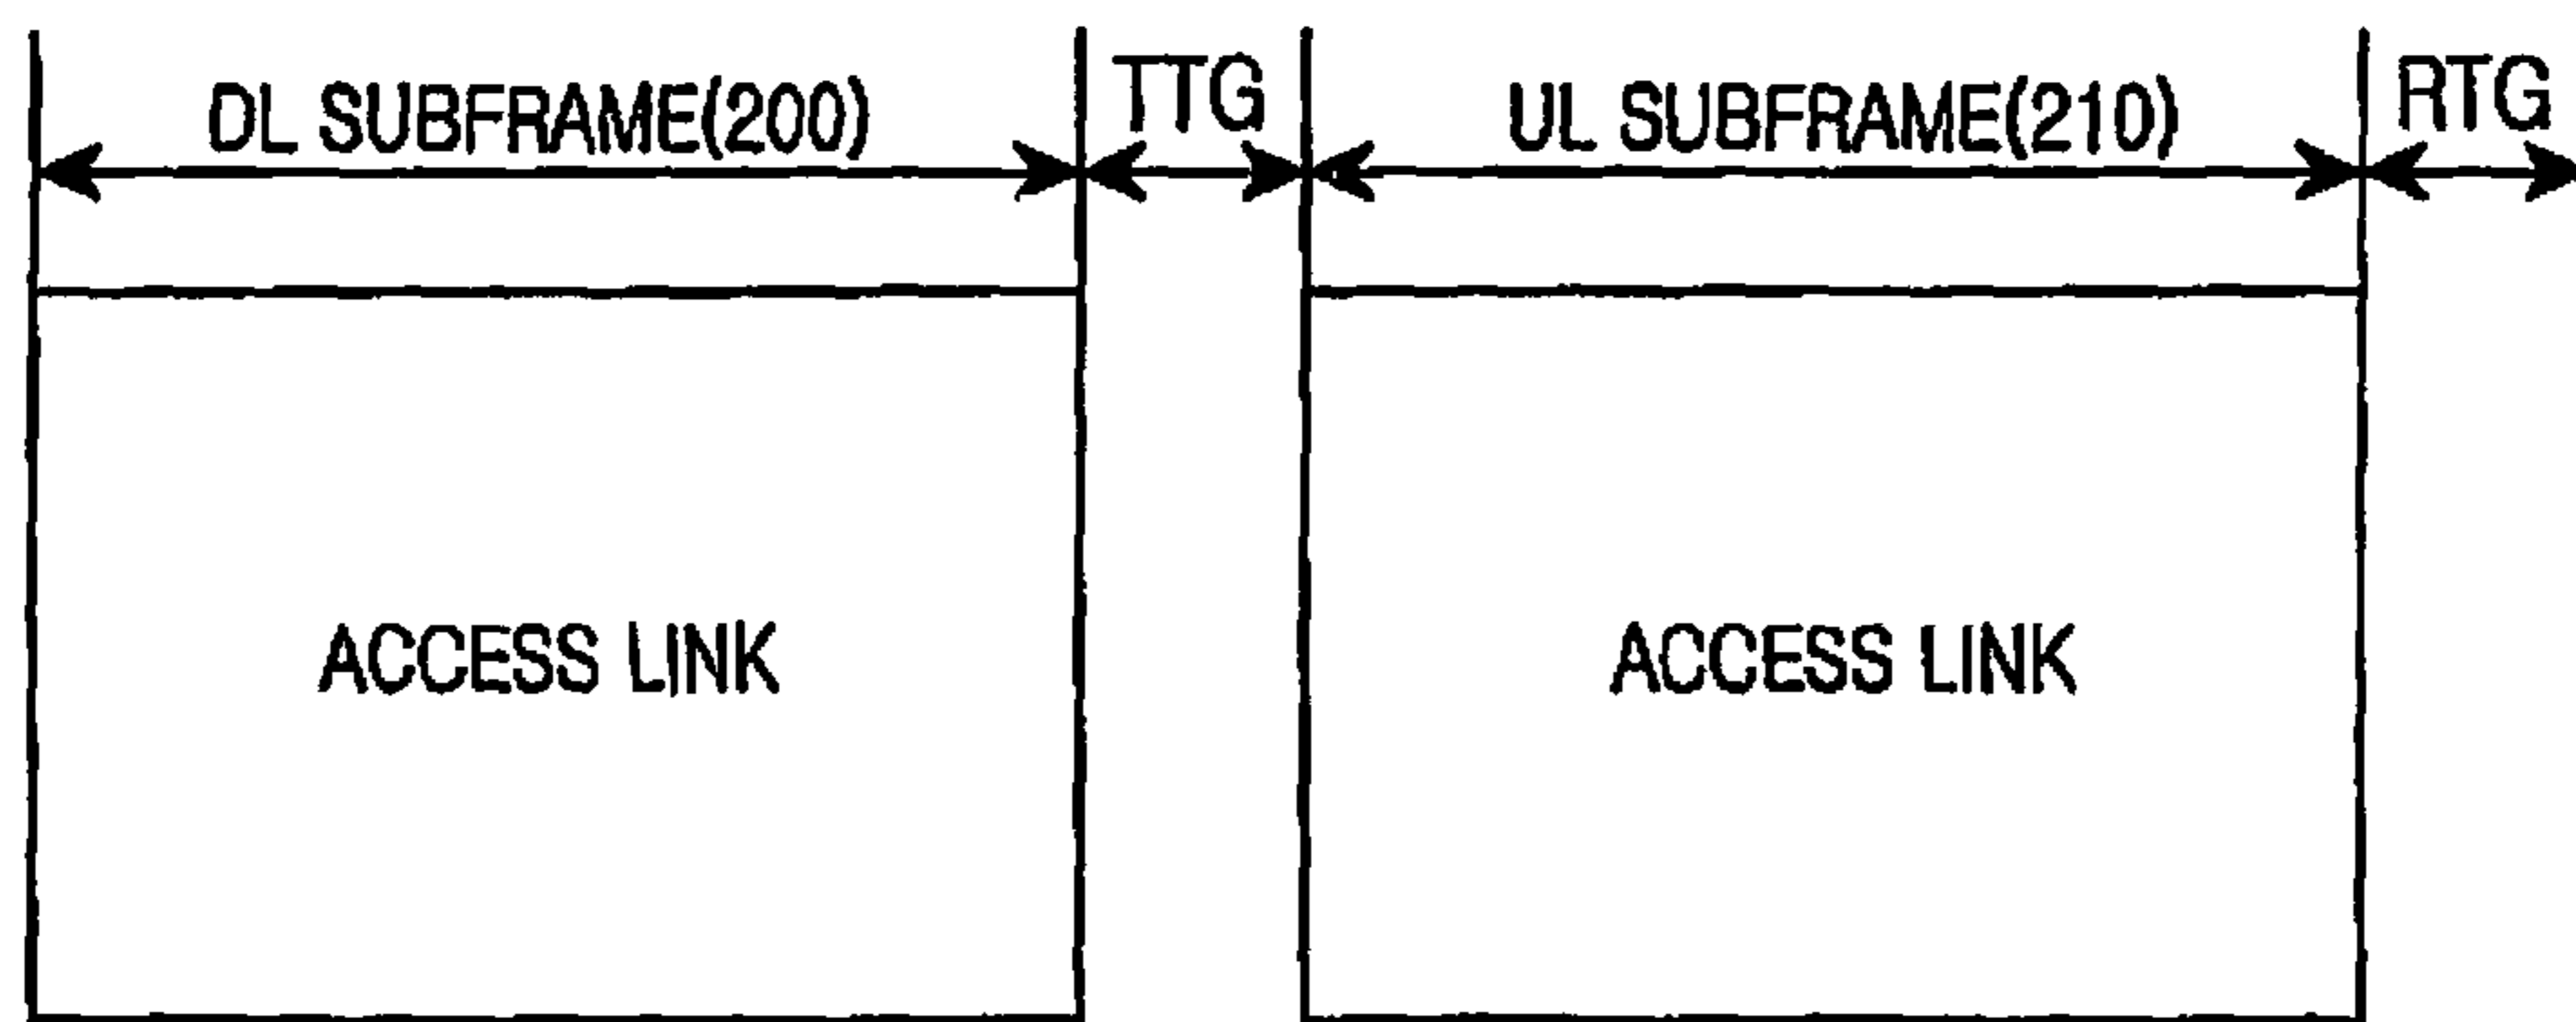 DL SUBFRAME(200)
TTG
UL SUBFRAME(210)
RTG
ACCESS LINK
ACCESS LINK